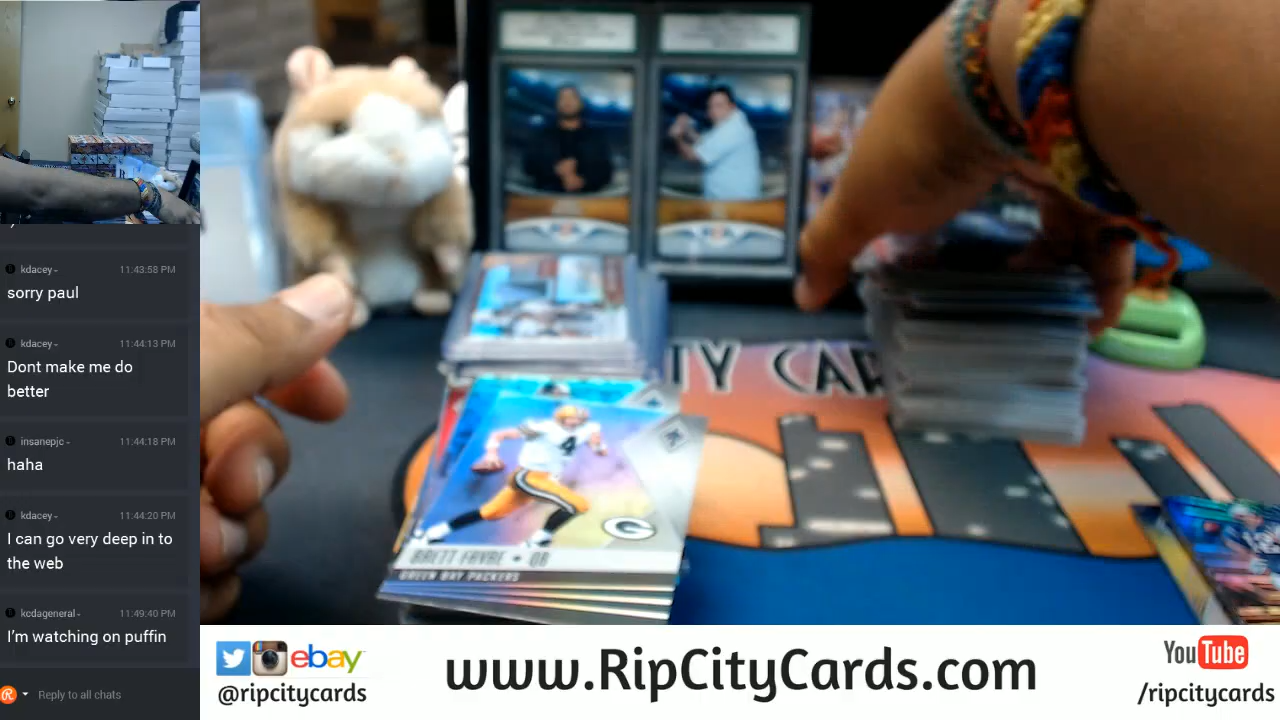 kdacey- 11:43:58 PM
sorry paul
kdacey- 11:44:13 PM
Dont make me do
better
insanepjc- 11:44:18 PM
haha
kdacey- 11:44:20 PM
I can go very deep in to
the web
kcdageneral- 11:49:40 PM
I'm watching on puffin
Reply to all chats
TY CAR
4
G
BRETT FAVRE • QB
GREEN BAY PACKERS
ebay
@ripcitycards
www.RipCityCards.com
YouTube
/ripcitycards